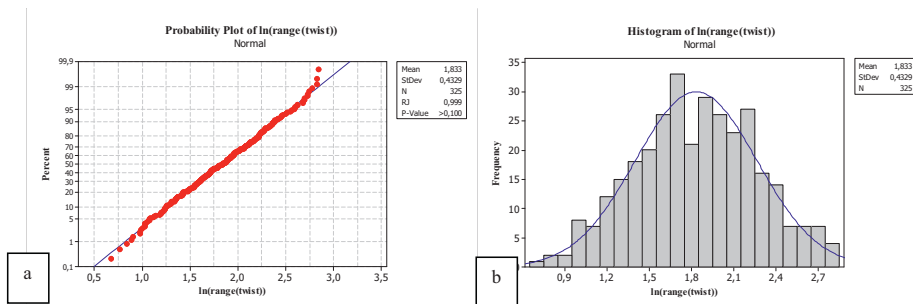 a
Probability Plot of ln(range(twist))
Normal
99,9
99
95
90
80
70
60
50
40
30
20
10
5
1
0,1
Percent
0,5 1,0 1,5 2,0 2,5 3,0 3,5
ln(range(twist))
Mean 1,833
StDev 0,4329
N 325
RJ 0,999
P-Value >0,100
b
Histogram of ln(range(twist))
Normal
35
30
25
20
15
10
5
0
Frequency
0,9 1,2 1,5 1,8 2,1 2,4 2,7
ln(range(twist))
Mean 1,833
StDev 0,4329
N 325